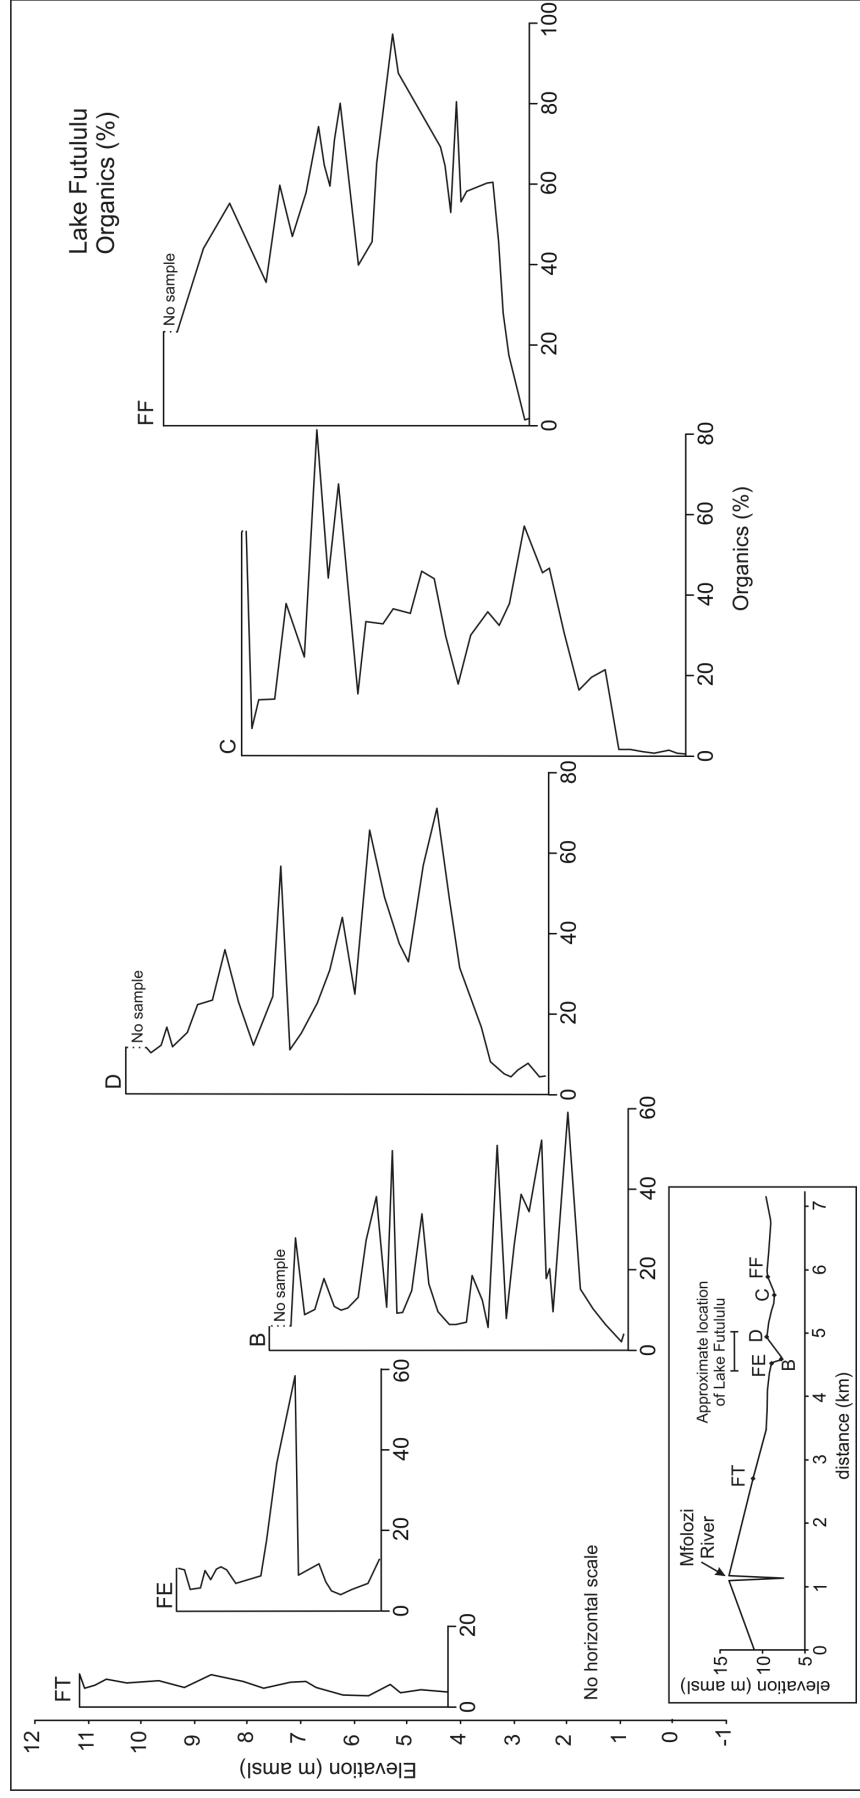 Lake Futululu
Organics (%)
12
11
10
9
8
7
6
5
4
3
2
1
0
-1
Elevation (m amsl)
FT
0
20
FE
0
20
40
60
B
No sample
0
20
40
60
D
No sample
0
20
40
60
80
C
0
20
40
60
80
Organics (%)
FF
No sample
0
20
40
60
80
100
No horizontal scale
15
10
5
elevation (m amsl)
Mfolozi
River
FT
Approximate location
of Lake Futululu
FE
B
D
C
FF
0
1
2
3
4
5
6
7
distance (km)